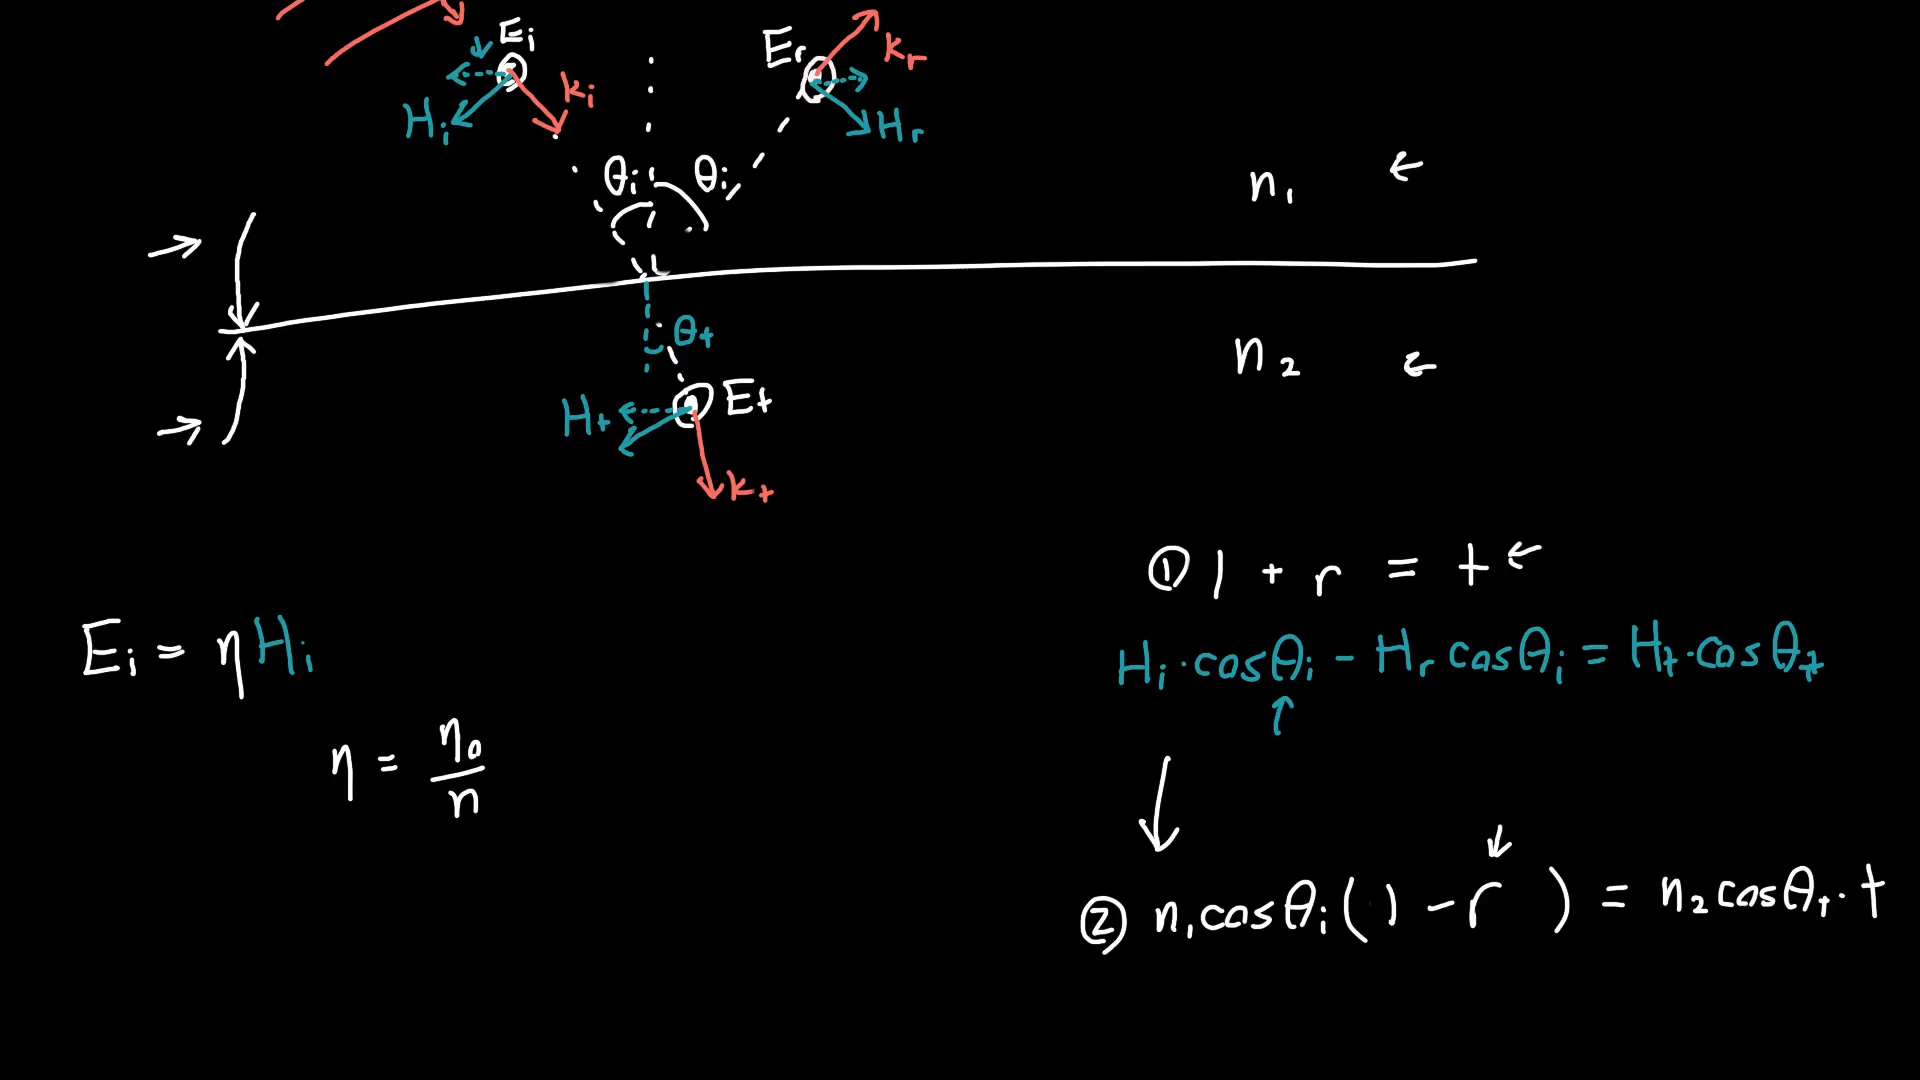 Ei
Er
ki
kr
Hi
Hr
θi
θi
n₁
θt
n₂
Ht
Et
kt
① 1 + r = t
Ei = ηHi
Hi · cosθi - Hr cosθi = Ht · cosθt
η = η₀/n
② n₁cosθi(1 - r) = n₂cosθt · t